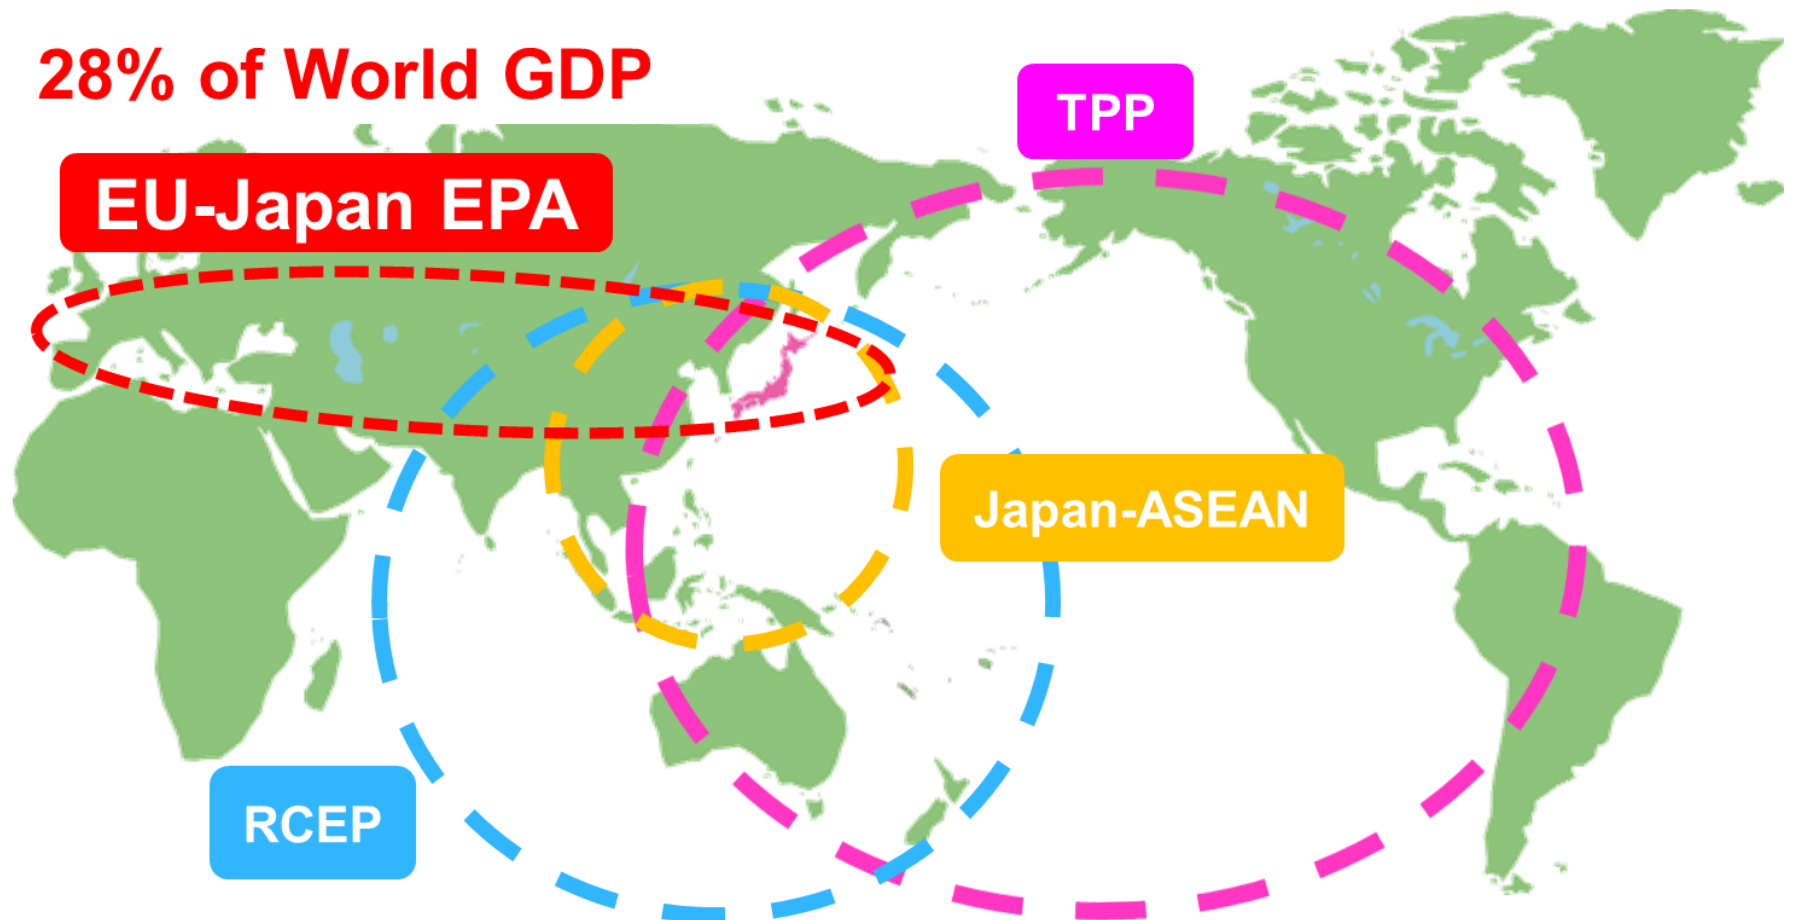 28% of World GDP
TPP
EU-Japan EPA
Japan-ASEAN
RCEP